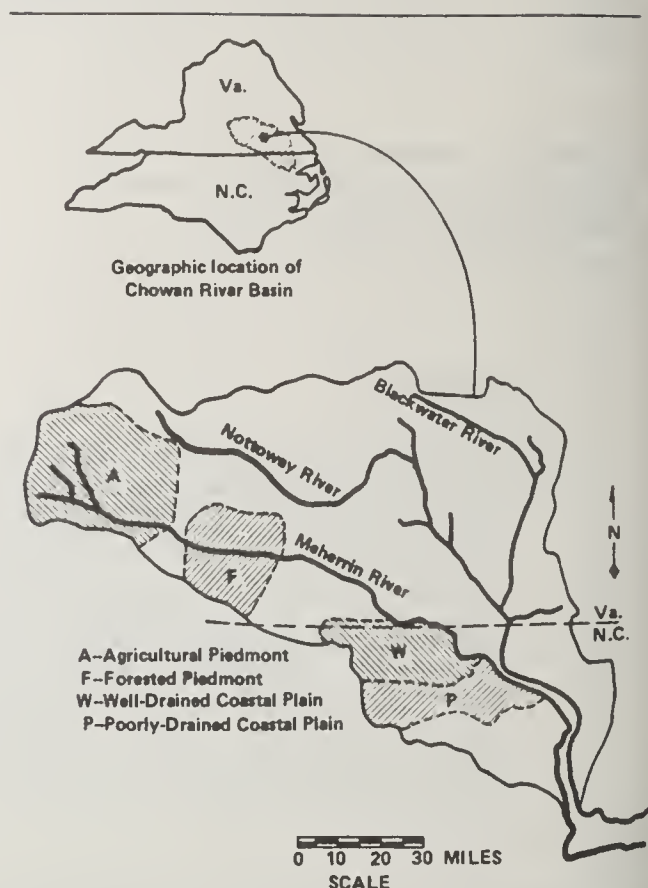 Va.
N.C.
Geographic location of
Chowan River Basin
Blackwater River
Nottoway River
A
Meherrin River
F
N
Va.
N.C.
W
P
A--Agricultural Piedmont
F--Forested Piedmont
W--Well-Drained Coastal Plain
P--Poorly-Drained Coastal Plain
0 10 20 30 MILES
SCALE